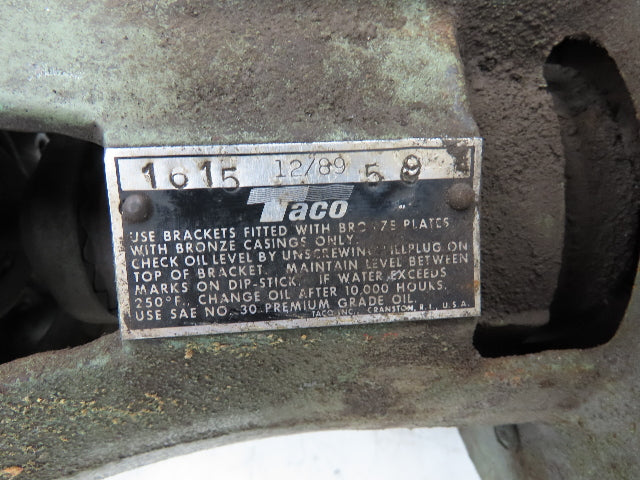 1615 12/89 59
Taco
USE BRACKETS FITTED WITH BRONZE PLATES
WITH BRONZE CASINGS ONLY.
CHECK OIL LEVEL BY UNSCREWING FILLPLUG ON
TOP OF BRACKET. MAINTAIN LEVEL BETWEEN
MARKS ON DIP-STICK. IF WATER EXCEEDS
250°F. CHANGE OIL AFTER 10,000 HOURS.
USE SAE NO. 30 PREMIUM GRADE OIL.
TACO INC., CRANSTON, R.I., U.S.A.